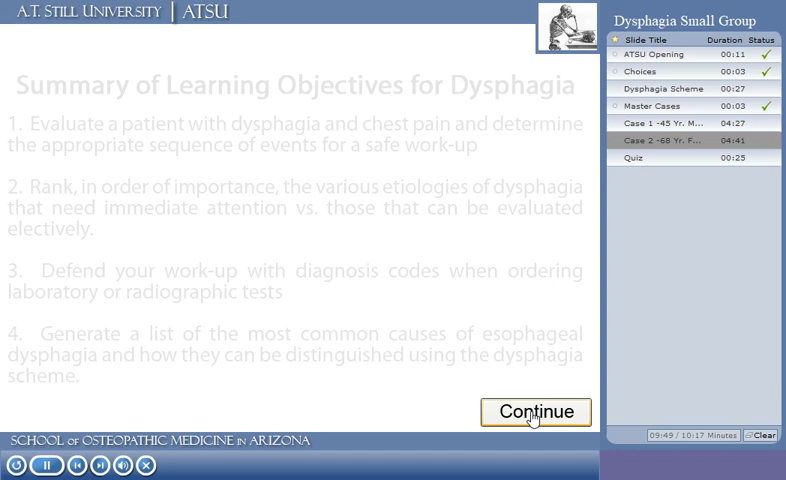 A.T. STILL UNIVERSITY | ATSU
Summary of Learning Objectives for Dysphagia
1. Evaluate a patient with dysphagia and chest pain and determine
the appropriate sequence of events for a safe work-up
2. Rank, in order of importance, the various etiologies of dysphagia
that need immediate attention vs. those that can be evaluated
electively.
3. Defend your work-up with diagnosis codes when ordering
laboratory or radiographic tests
4. Generate a list of the most common causes of esophageal
dysphagia and how they can be distinguished using the dysphagia
scheme.
Continue
SCHOOL OF OSTEOPATHIC MEDICINE IN ARIZONA
Dysphagia Small Group
Slide Title Duration Status
ATSU Opening 00:11
Choices 00:03
Dysphagia Scheme 00:27
Master Cases 00:03
Case 1 -45 Yr. M... 04:27
Case 2 -68 Yr. F... 04:41
Quiz 00:25
09:49 / 10:17 Minutes Clear